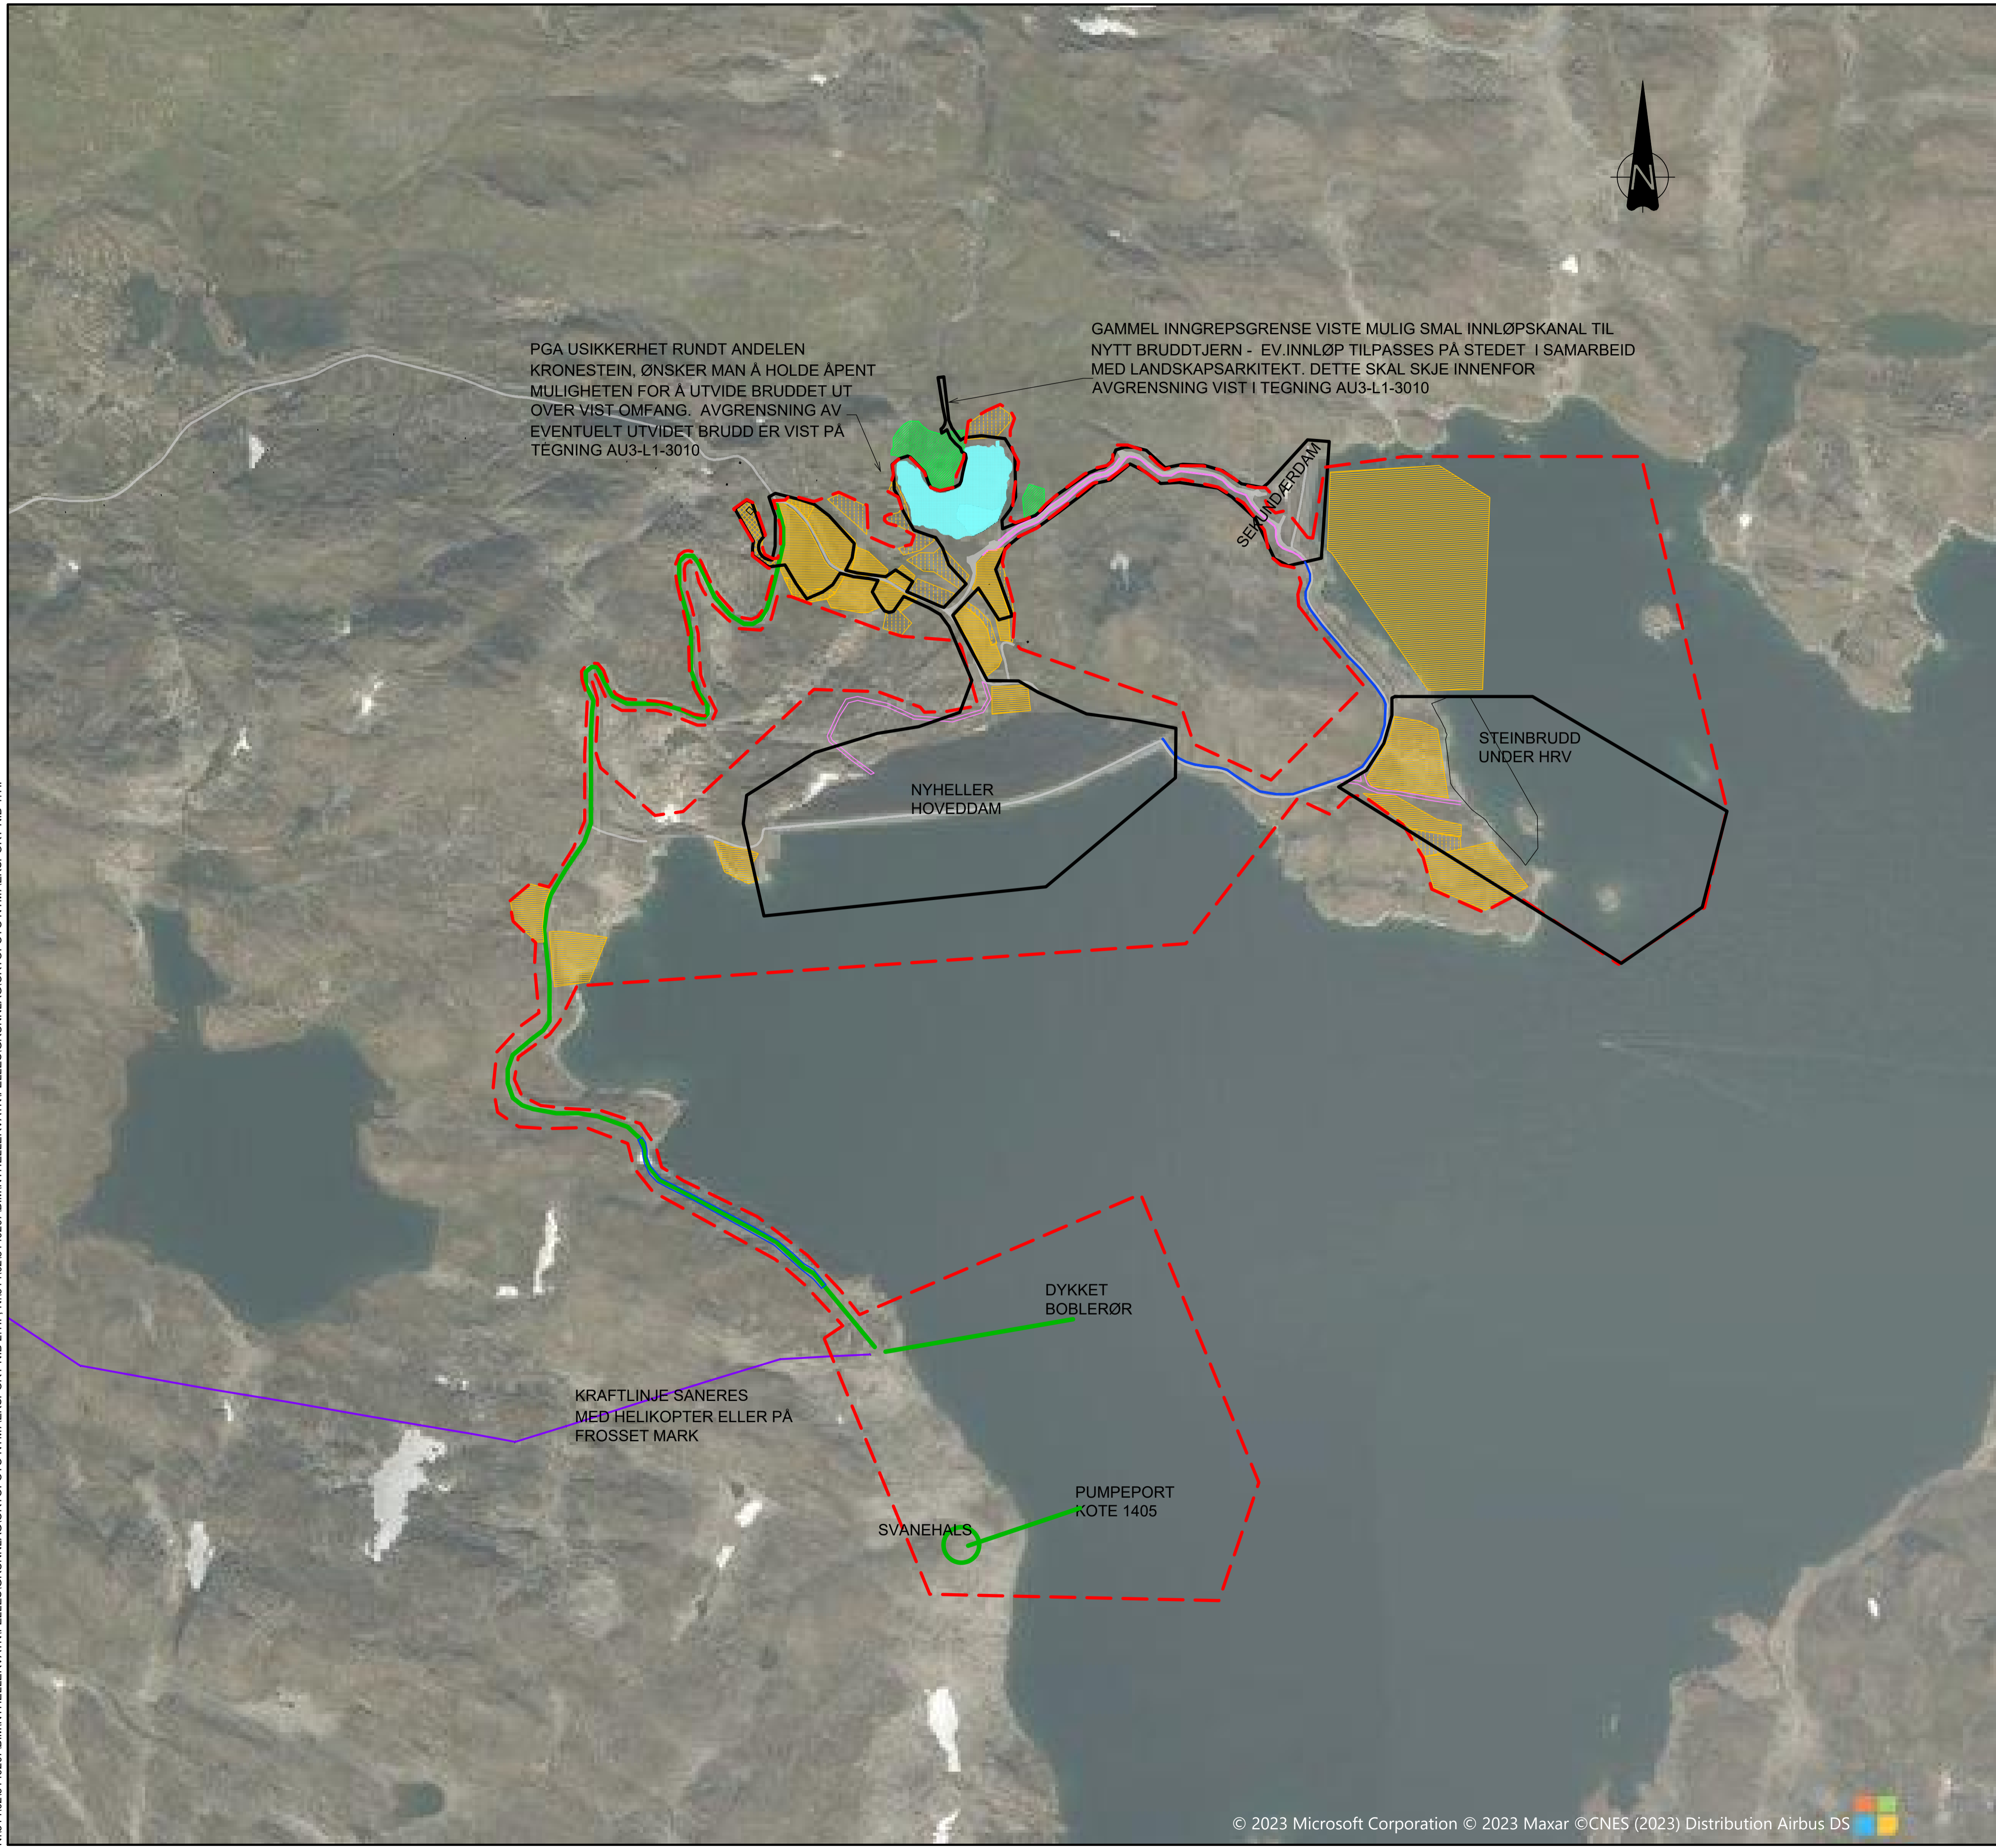 PGA USIKKERHET RUNDT ANDELEN
KRONESTEIN, ØNSKER MAN Å HOLDE ÅPENT
MULIGHETEN FOR Å UTVIDE BRUDDET UT
OVER VIST OMFANG. AVGRENSNING AV
EVENTUELT UTVIDET BRUDD ER VIST PÅ
TEGNING AU3-L1-3010
GAMMEL INNGREPSGRENSE VISTE MULIG SMAL INNLØPSKANAL TIL
NYTT BRUDDTJERN - EV.INNLØP TILPASSES PÅ STEDET I SAMARBEID
MED LANDSKAPSARKITEKT. DETTE SKAL SKJE INNENFOR
AVGRENSNING VIST I TEGNING AU3-L1-3010
N
SEKUNDÆRDAM
STEINBRUDD
UNDER HRV
NYHELLER
HOVEDDAM
DYKKET
BOBLERØR
KRAFTLINJE SANERES
MED HELIKOPTER ELLER PÅ
FROSSET MARK
PUMPEPORT
KOTE 1405
SVANEHALS
© 2023 Microsoft Corporation © 2023 Maxar ©CNES (2023) Distribution Airbus DS